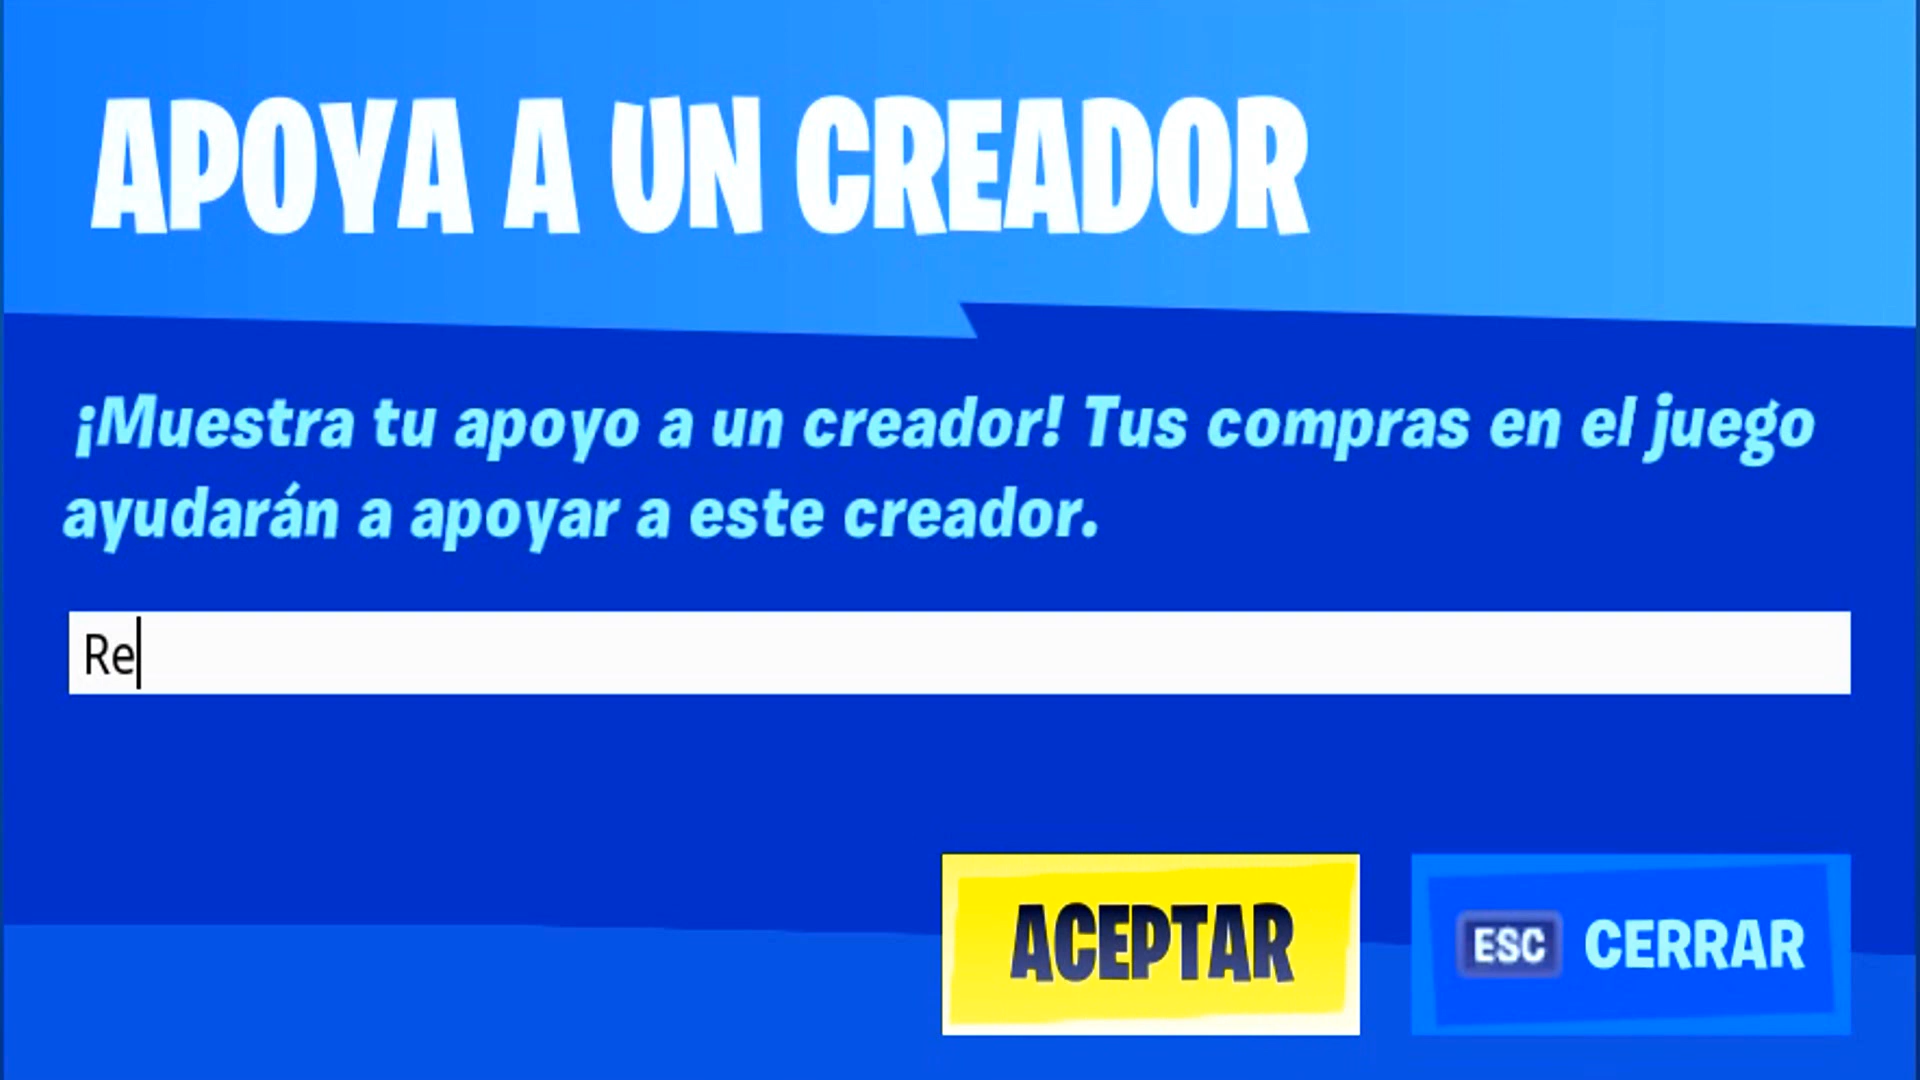 APOYA A UN CREADOR
¡Muestra tu apoyo a un creador! Tus compras en el juego
ayudarán a apoyar a este creador.
Re
ACEPTAR
ESC CERRAR